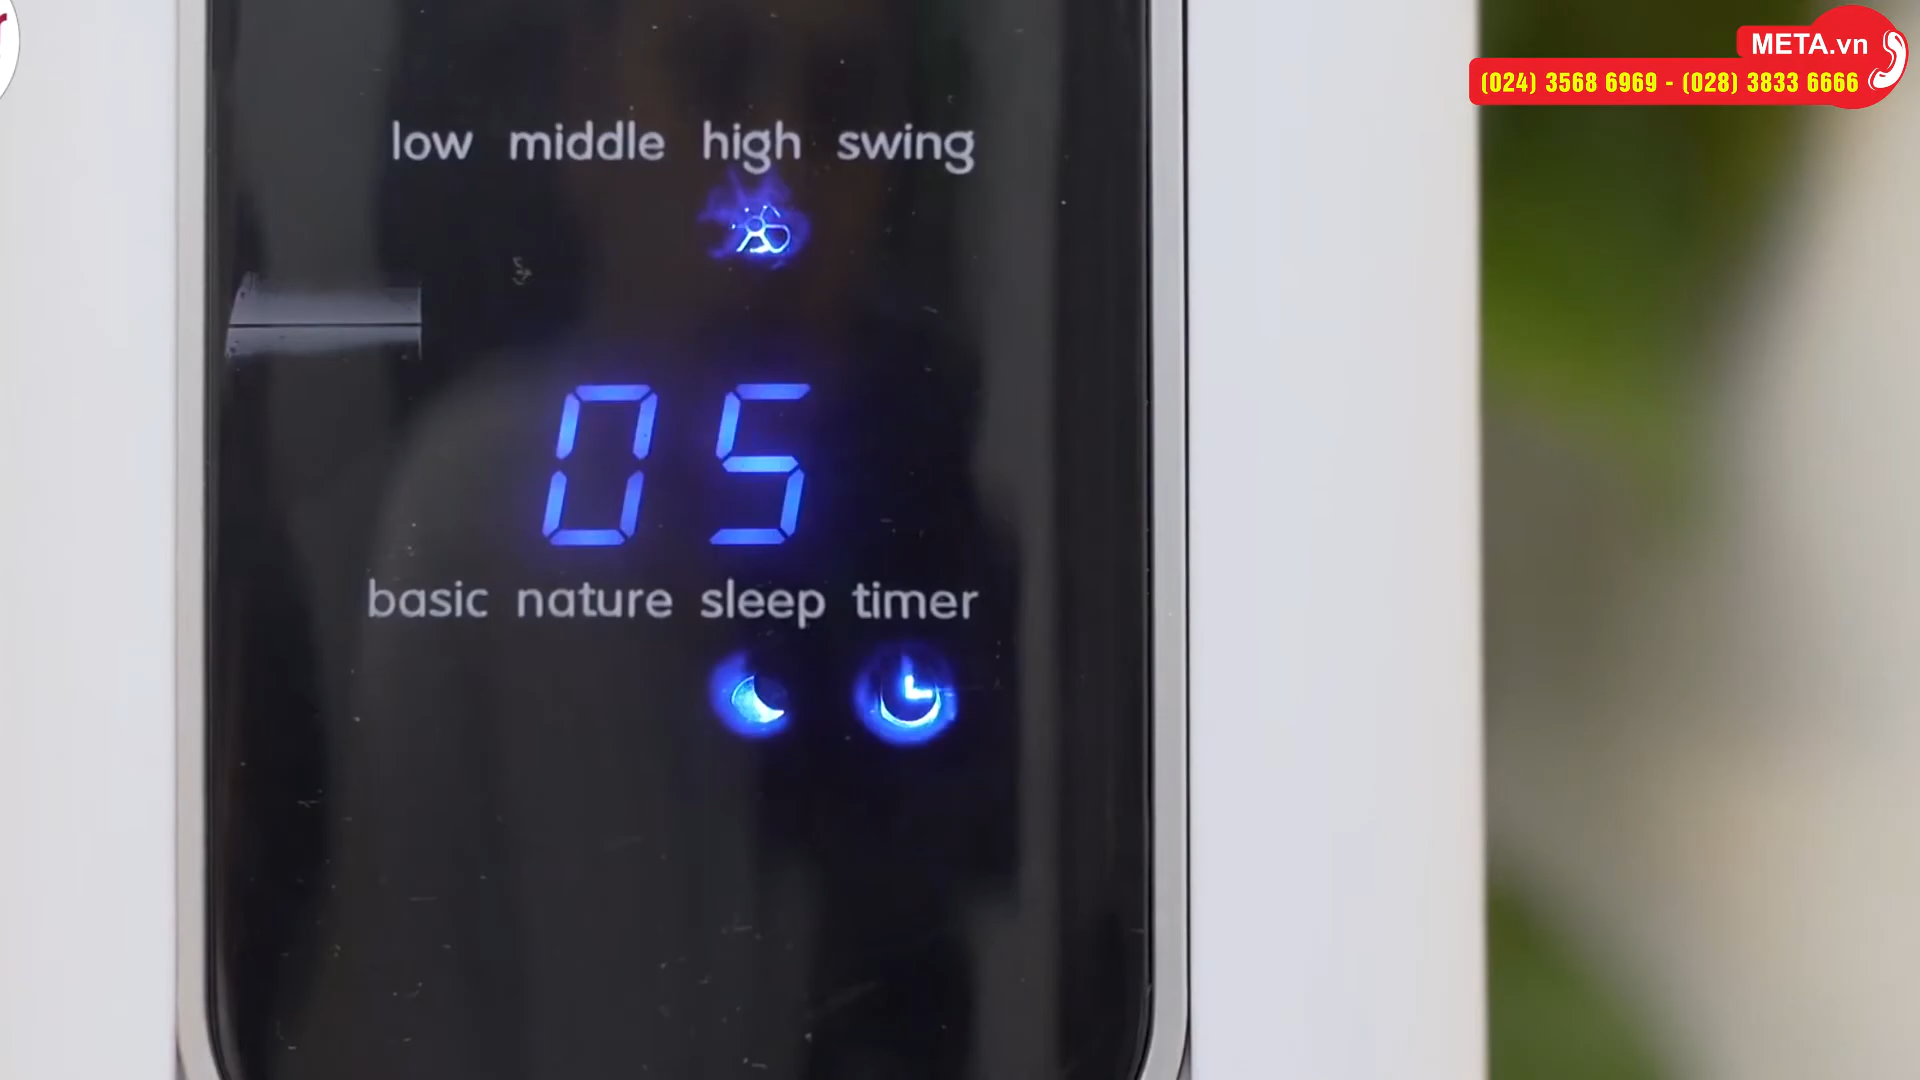 META.vn
(024) 3568 6969 - (028) 3833 6666
low middle high swing
05
basic nature sleep timer